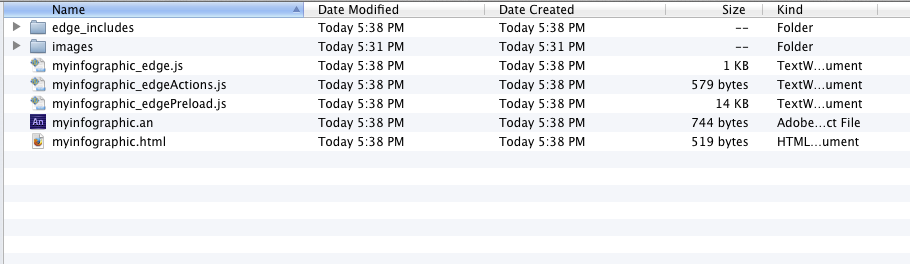 Name Date Modified Date Created Size Kind
edge_includes Today 5:38 PM Today 5:38 PM -- Folder
images Today 5:31 PM Today 5:31 PM -- Folder
myinfographic_edge.js Today 5:38 PM Today 5:38 PM 1 KB TextW...ument
myinfographic_edgeActions.js Today 5:38 PM Today 5:38 PM 579 bytes TextW...ument
myinfographic_edgePreload.js Today 5:38 PM Today 5:38 PM 14 KB TextW...ument
An myinfographic.an Today 5:38 PM Today 5:38 PM 744 bytes Adobe...ct File
myinfographic.html Today 5:38 PM Today 5:38 PM 519 bytes HTML...ument